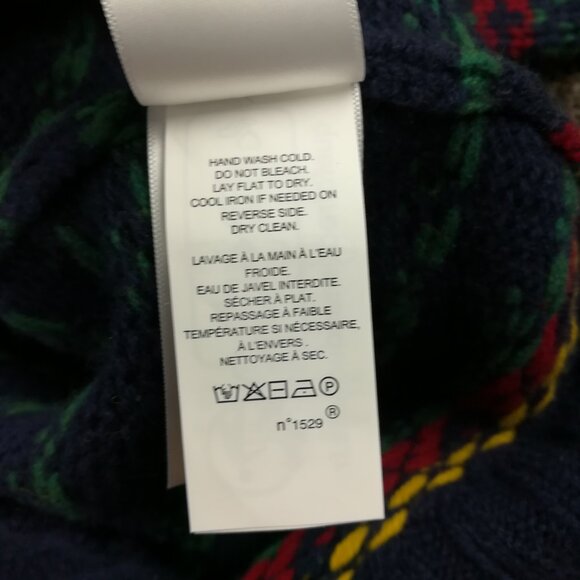 HAND WASH COLD.
DO NOT BLEACH.
LAY FLAT TO DRY.
COOL IRON IF NEEDED ON
REVERSE SIDE.
DRY CLEAN.
LAVAGE À LA MAIN À L'EAU
FROIDE.
EAU DE JAVEL INTERDITE.
SÉCHER À PLAT.
REPASSAGE À FAIBLE
TEMPÉRATURE SI NÉCESSAIRE,
À L'ENVERS .
NETTOYAGE À SEC.
P
n°1529 ®